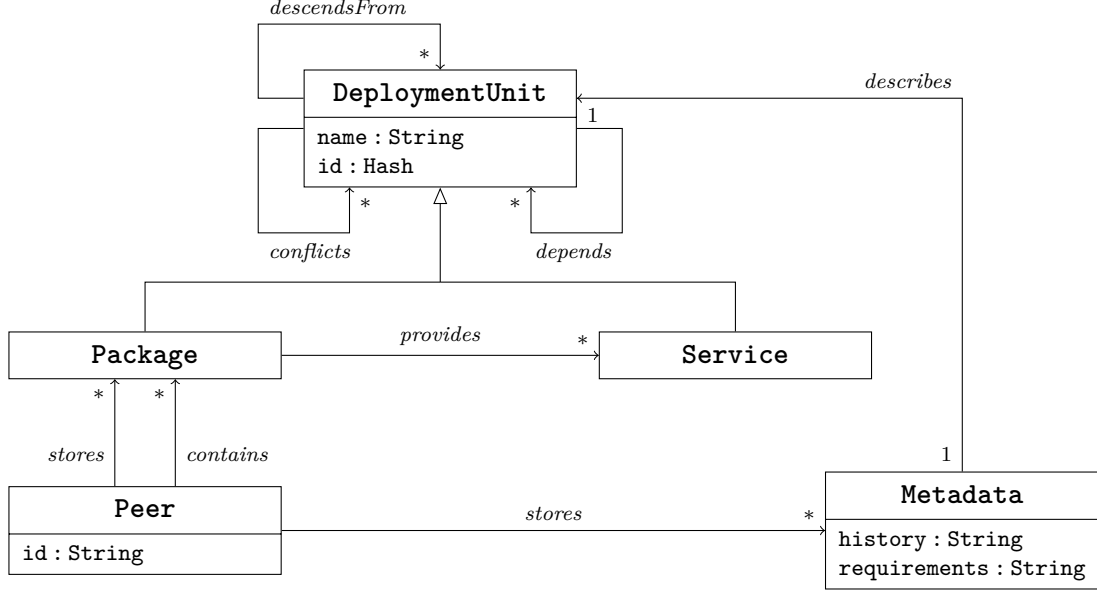 descendsFrom
*
describes
DeploymentUnit
1
name : String
id : Hash
*
*
conflicts
depends
provides
*
Package
Service
*
*
stores
contains
1
Metadata
Peer
stores
*
history : String
id : String
requirements : String